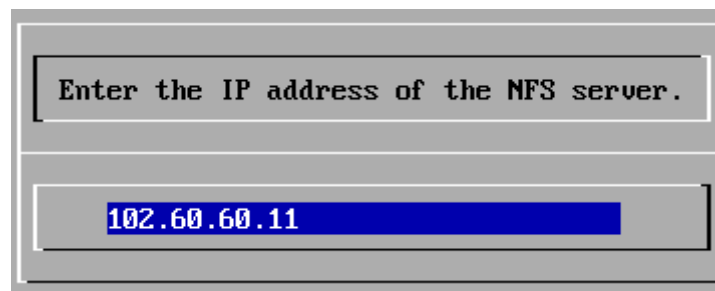 Enter the IP address of the NFS server.
102.60.60.11